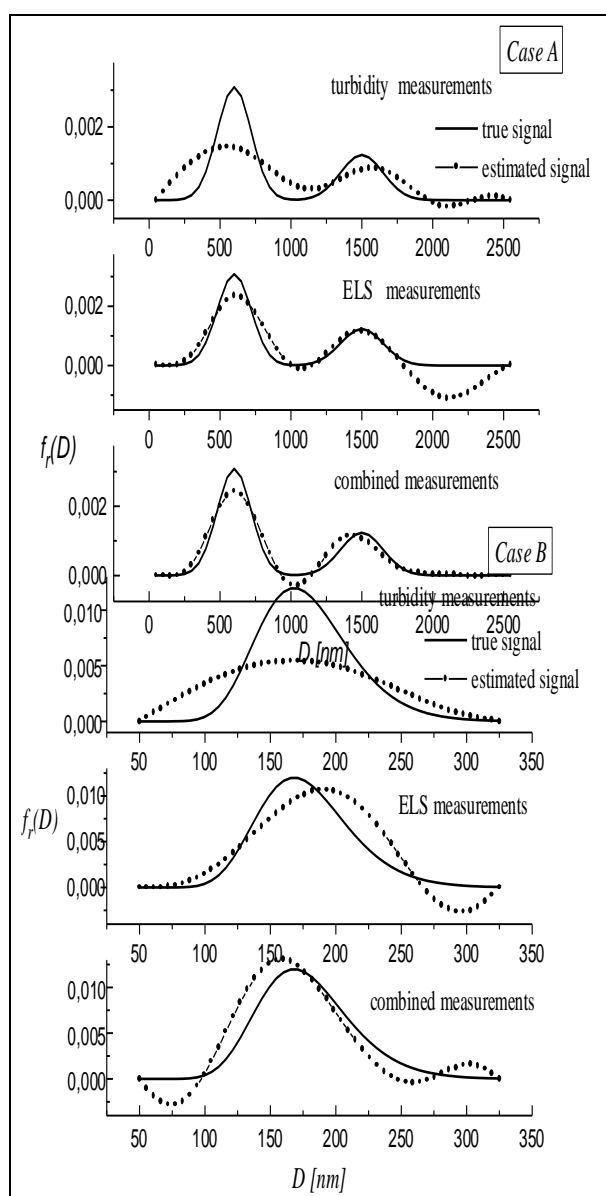 Case A
turbidity measurements
true signal
estimated signal
0,002
0,000
0 500 1000 1500 2000 2500
ELS measurements
0,002
0,000
0 500 1000 1500 2000 2500
f_r(D)
combined measurements
0,002
0,000
0 500 1000 1500 2000 2500
D [nm]
Case B
turbidity measurements
true signal
estimated signal
0,010
0,005
0,000
50 100 150 200 250 300 350
ELS measurements
0,010
0,005
0,000
f_r(D)
50 100 150 200 250 300 350
combined measurements
0,010
0,005
0,000
50 100 150 200 250 300 350
D [nm]